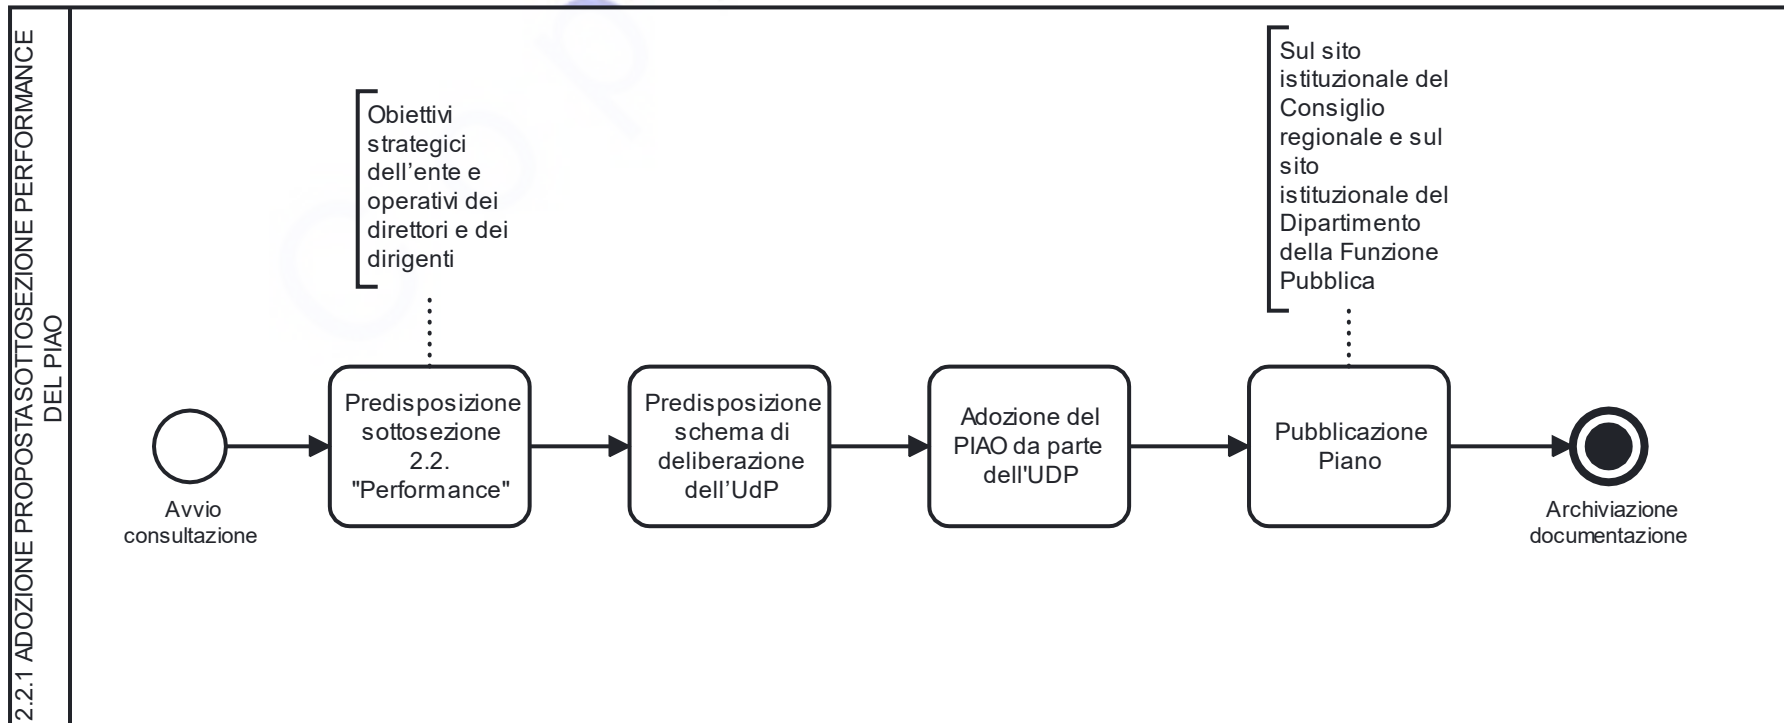 2.2.1 ADOZIONE PROPOSTA SOTTOSEZIONE PERFORMANCE
DEL PIAO
Obiettivi
strategici
dell’ente e
operativi dei
direttori e dei
dirigenti
Sul sito
istituzionale del
Consiglio
regionale e sul
sito
istituzionale del
Dipartimento
della Funzione
Pubblica
Avvio
consultazione
Predisposizione
sottosezione
2.2.
"Performance"
Predisposizione
schema di
deliberazione
dell’UdP
Adozione del
PIAO da parte
dell'UDP
Pubblicazione
Piano
Archiviazione
documentazione